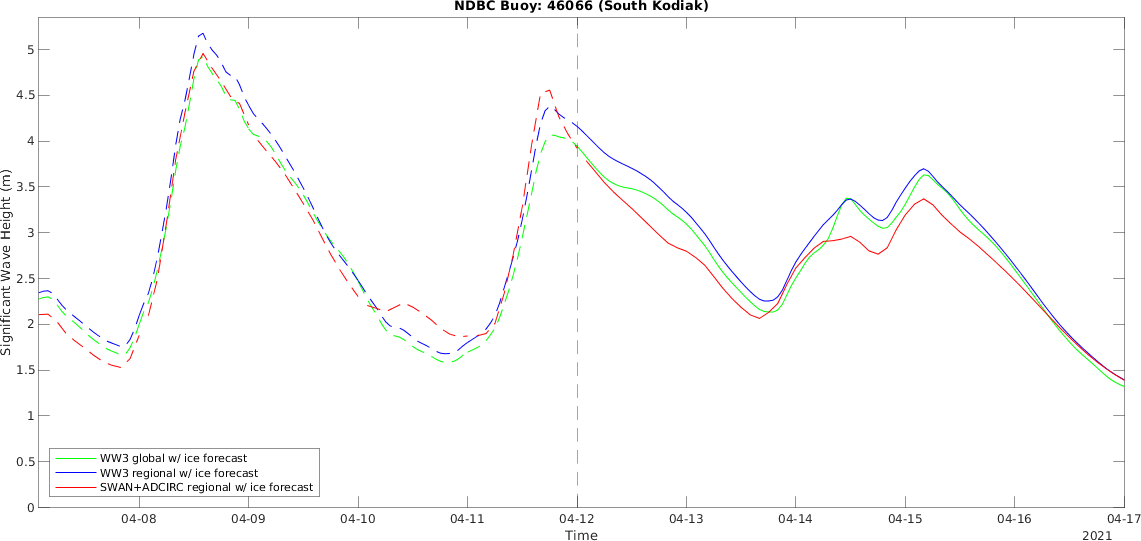 NDBC Buoy: 46066 (South Kodiak)
Significant Wave Height (m)
5
4.5
4
3.5
3
2.5
2
1.5
1
0.5
0
WW3 global w/ ice forecast
WW3 regional w/ ice forecast
SWAN+ADCIRC regional w/ ice forecast
04-08 04-09 04-10 04-11 04-12 04-13 04-14 04-15 04-16 04-17
Time
2021